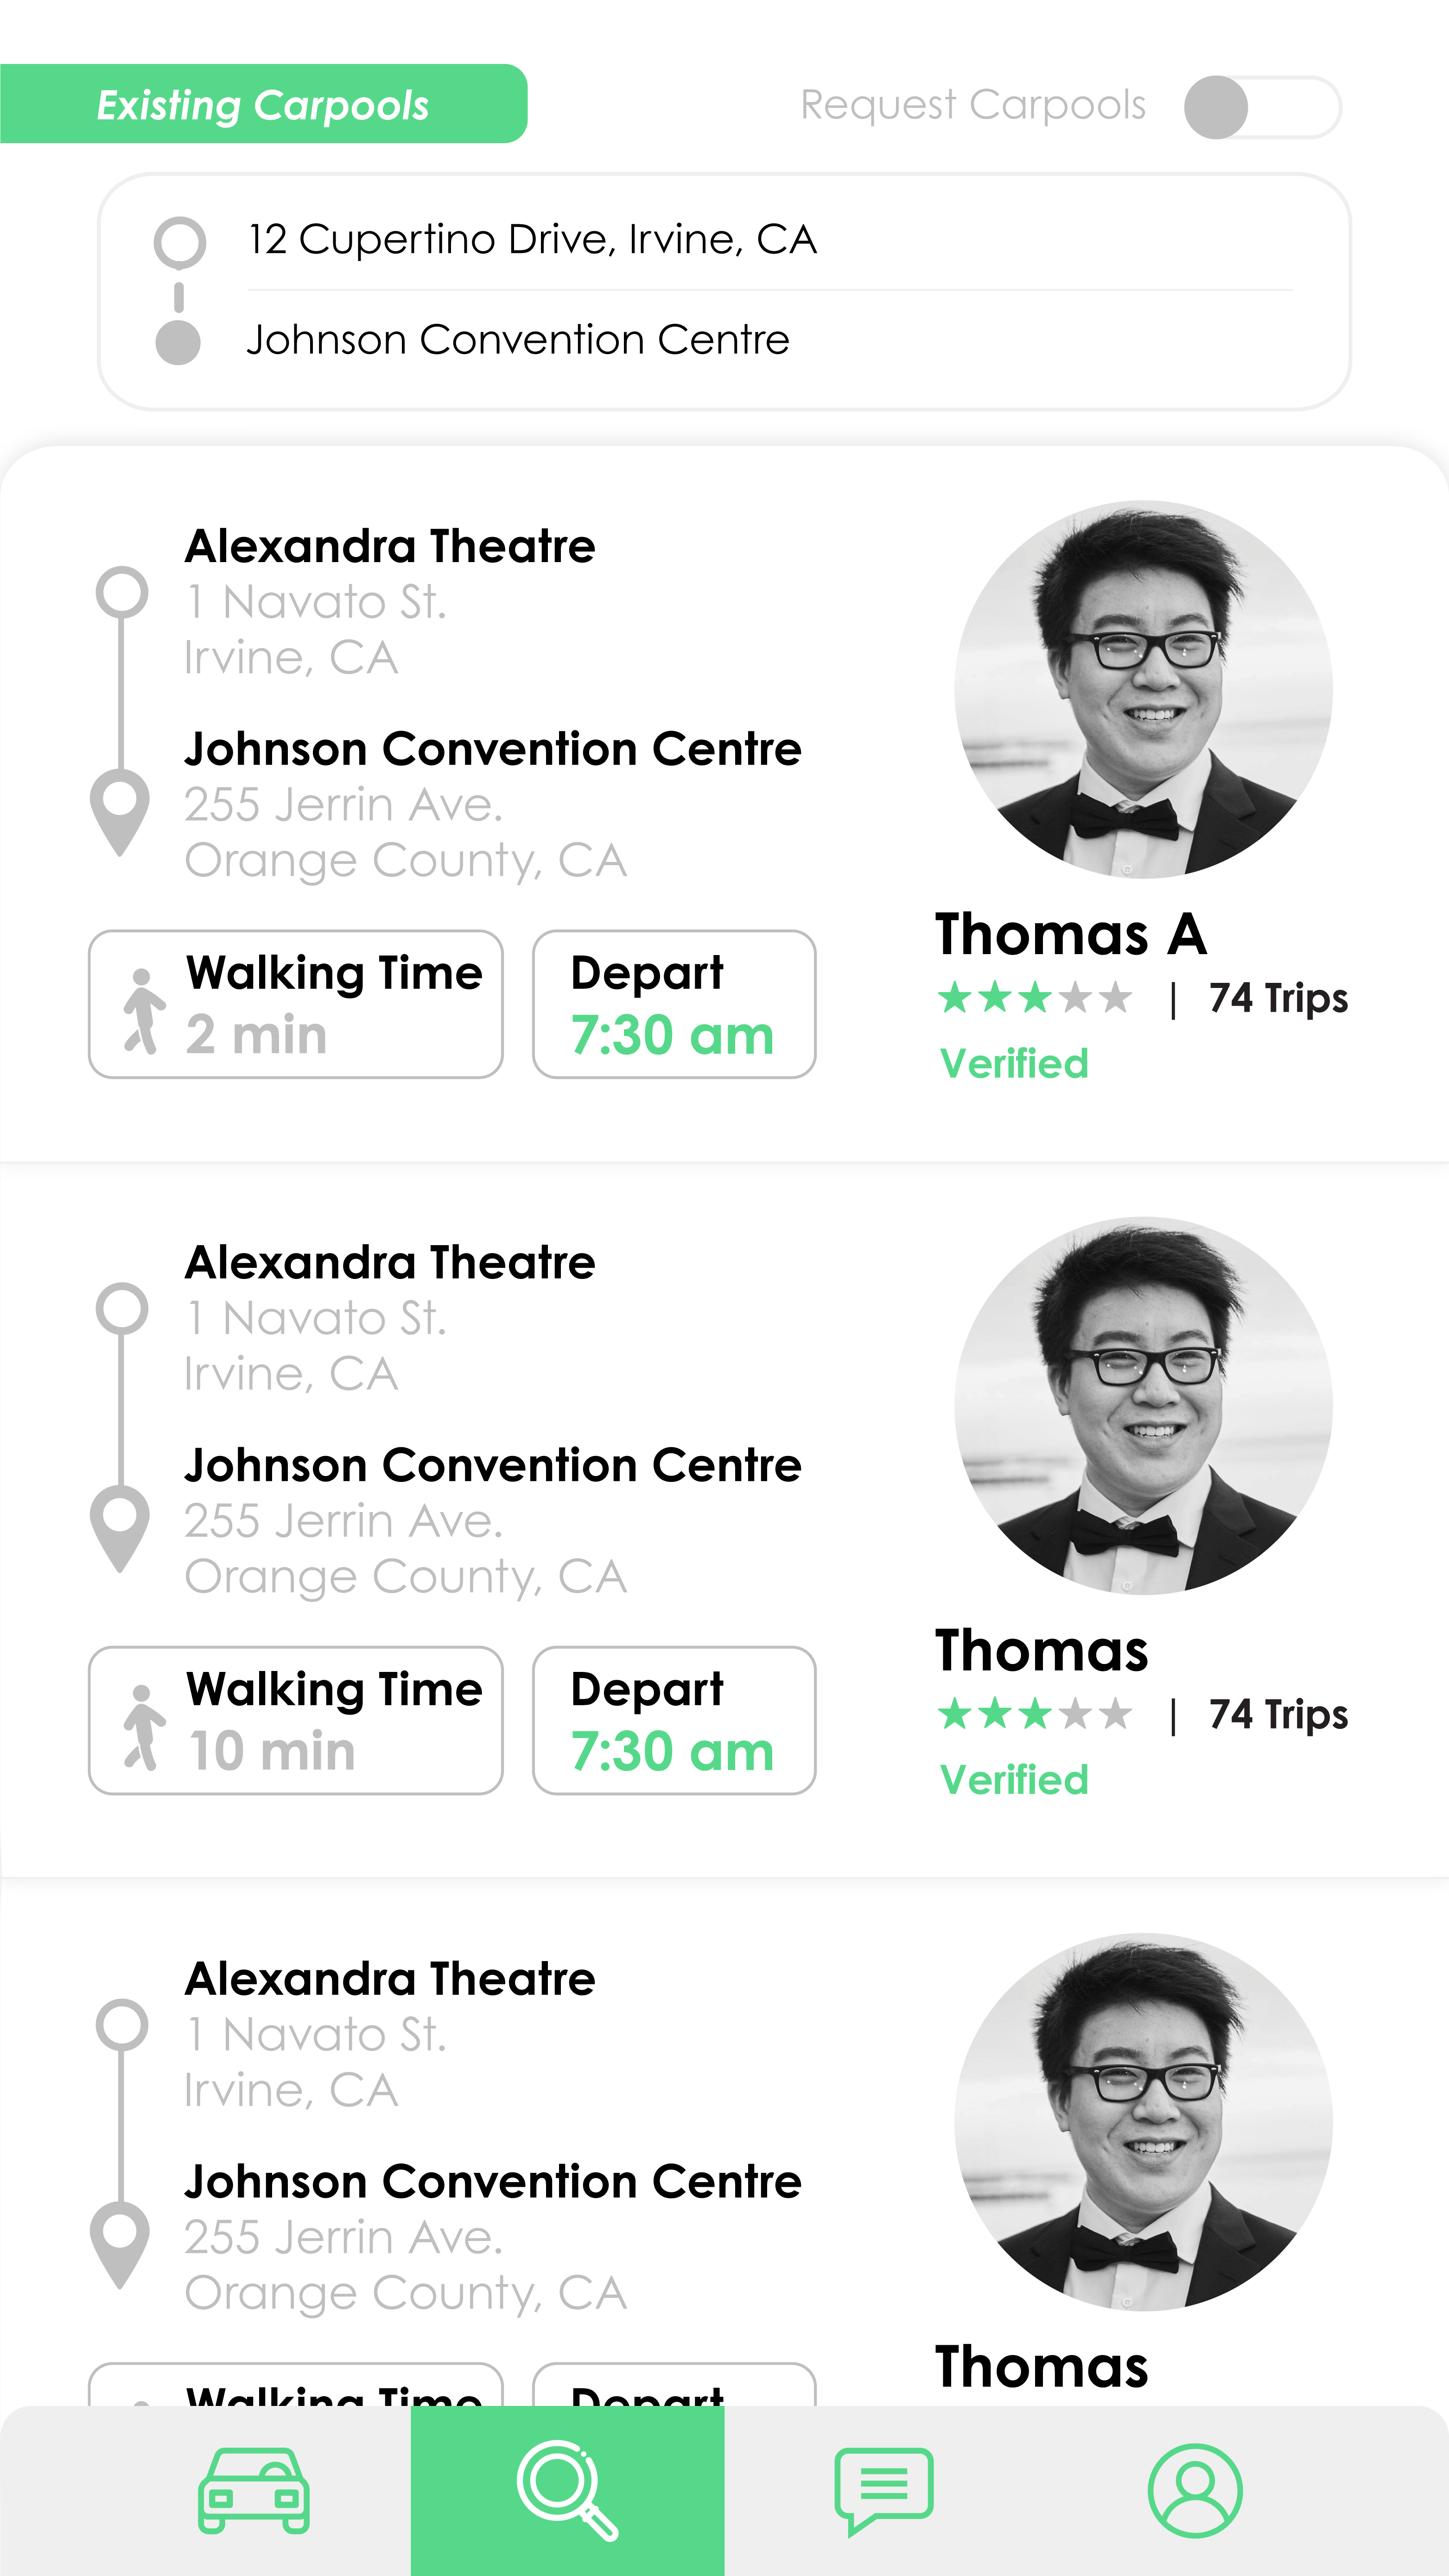 Existing Carpools
Request Carpools
12 Cupertino Drive, Irvine, CA
Johnson Convention Centre
Alexandra Theatre
1 Navato St.
Irvine, CA
Johnson Convention Centre
255 Jerrin Ave.
Orange County, CA
Walking Time
2 min
Depart
7:30 am
Thomas A
| 74 Trips
Verified
Alexandra Theatre
1 Navato St.
Irvine, CA
Johnson Convention Centre
255 Jerrin Ave.
Orange County, CA
Walking Time
10 min
Depart
7:30 am
Thomas
| 74 Trips
Verified
Alexandra Theatre
1 Navato St.
Irvine, CA
Johnson Convention Centre
255 Jerrin Ave.
Orange County, CA
Walking Time
Depart
Thomas